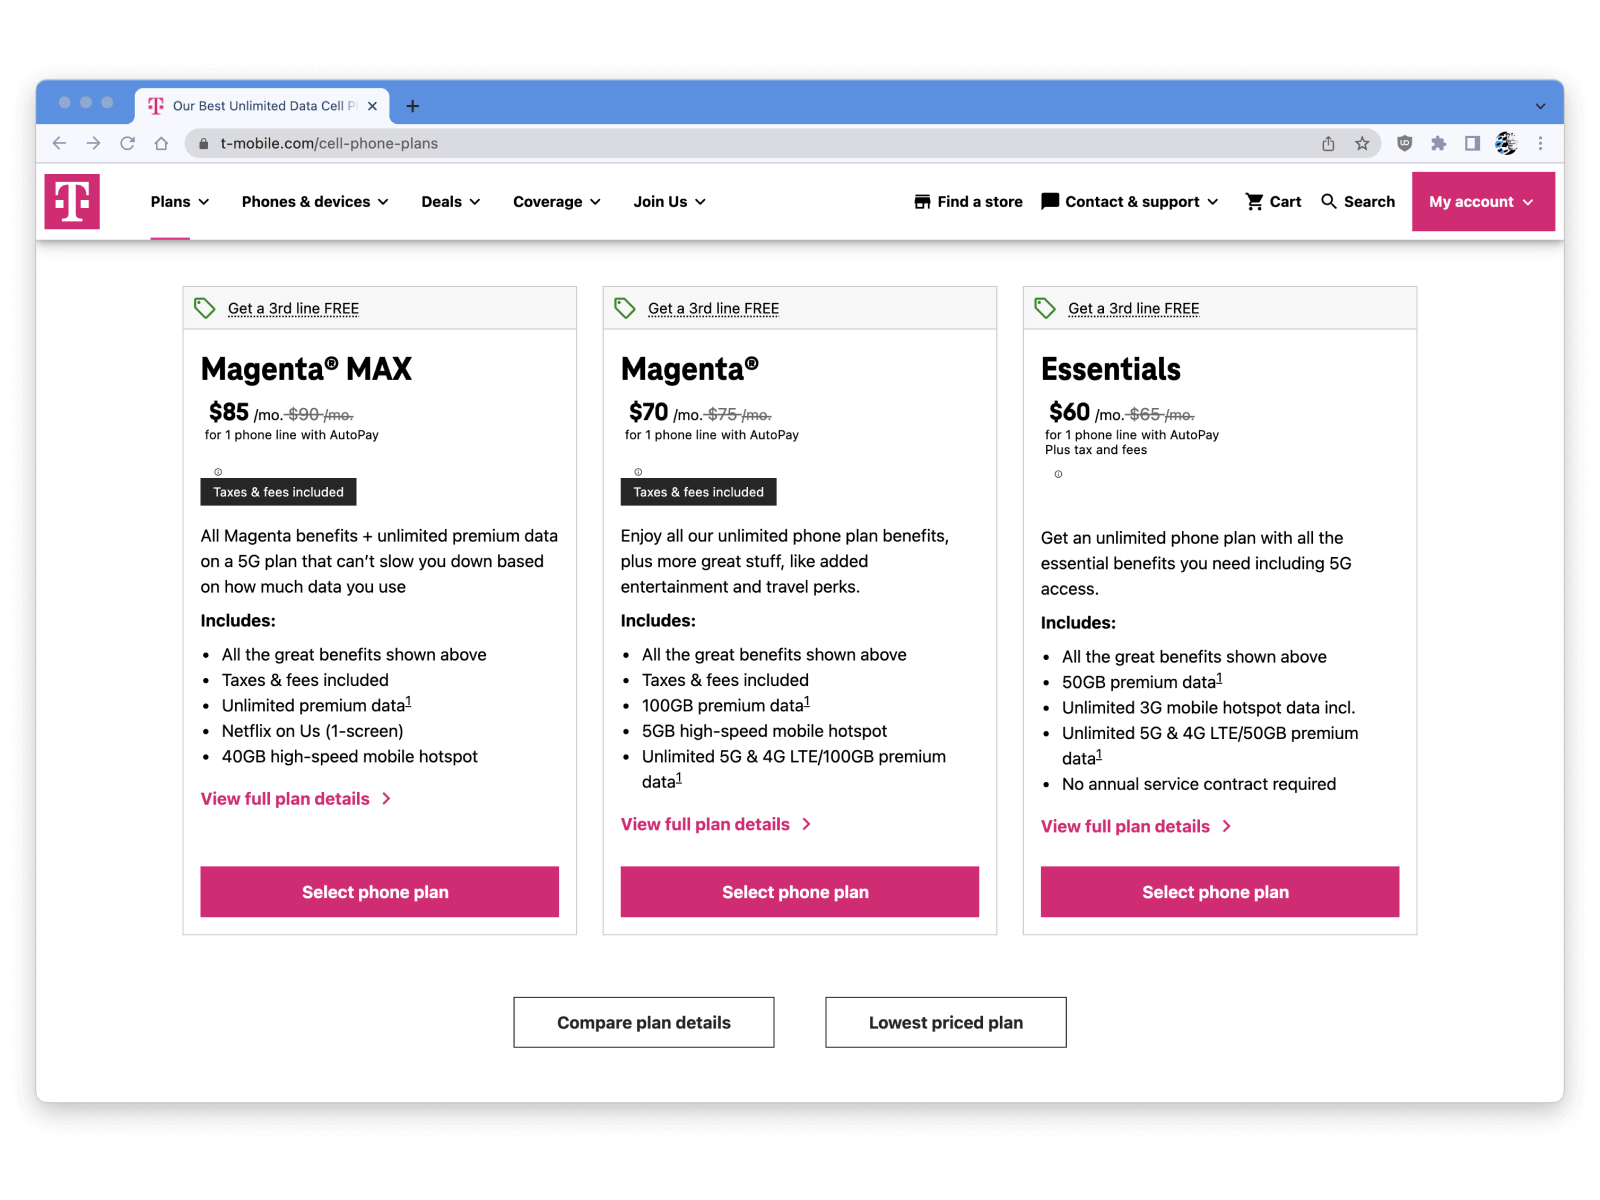 Our Best Unlimited Data Cell P
t-mobile.com/cell-phone-plans
T
Plans
Phones & devices
Deals
Coverage
Join Us
Find a store
Contact & support
Cart
Search
My account
Get a 3rd line FREE
Magenta® MAX
$85 /mo. $90 /mo.
for 1 phone line with AutoPay
Taxes & fees included
All Magenta benefits + unlimited premium data
on a 5G plan that can’t slow you down based
on how much data you use
Includes:
• All the great benefits shown above
• Taxes & fees included
• Unlimited premium data1
• Netflix on Us (1-screen)
• 40GB high-speed mobile hotspot
View full plan details
Select phone plan
Get a 3rd line FREE
Magenta®
$70 /mo. $75 /mo.
for 1 phone line with AutoPay
Taxes & fees included
Enjoy all our unlimited phone plan benefits,
plus more great stuff, like added
entertainment and travel perks.
Includes:
• All the great benefits shown above
• Taxes & fees included
• 100GB premium data1
• 5GB high-speed mobile hotspot
• Unlimited 5G & 4G LTE/100GB premium
data1
View full plan details
Select phone plan
Get a 3rd line FREE
Essentials
$60 /mo. $65 /mo.
for 1 phone line with AutoPay
Plus tax and fees
Get an unlimited phone plan with all the
essential benefits you need including 5G
access.
Includes:
• All the great benefits shown above
• 50GB premium data1
• Unlimited 3G mobile hotspot data incl.
• Unlimited 5G & 4G LTE/50GB premium
data1
• No annual service contract required
View full plan details
Select phone plan
Compare plan details
Lowest priced plan